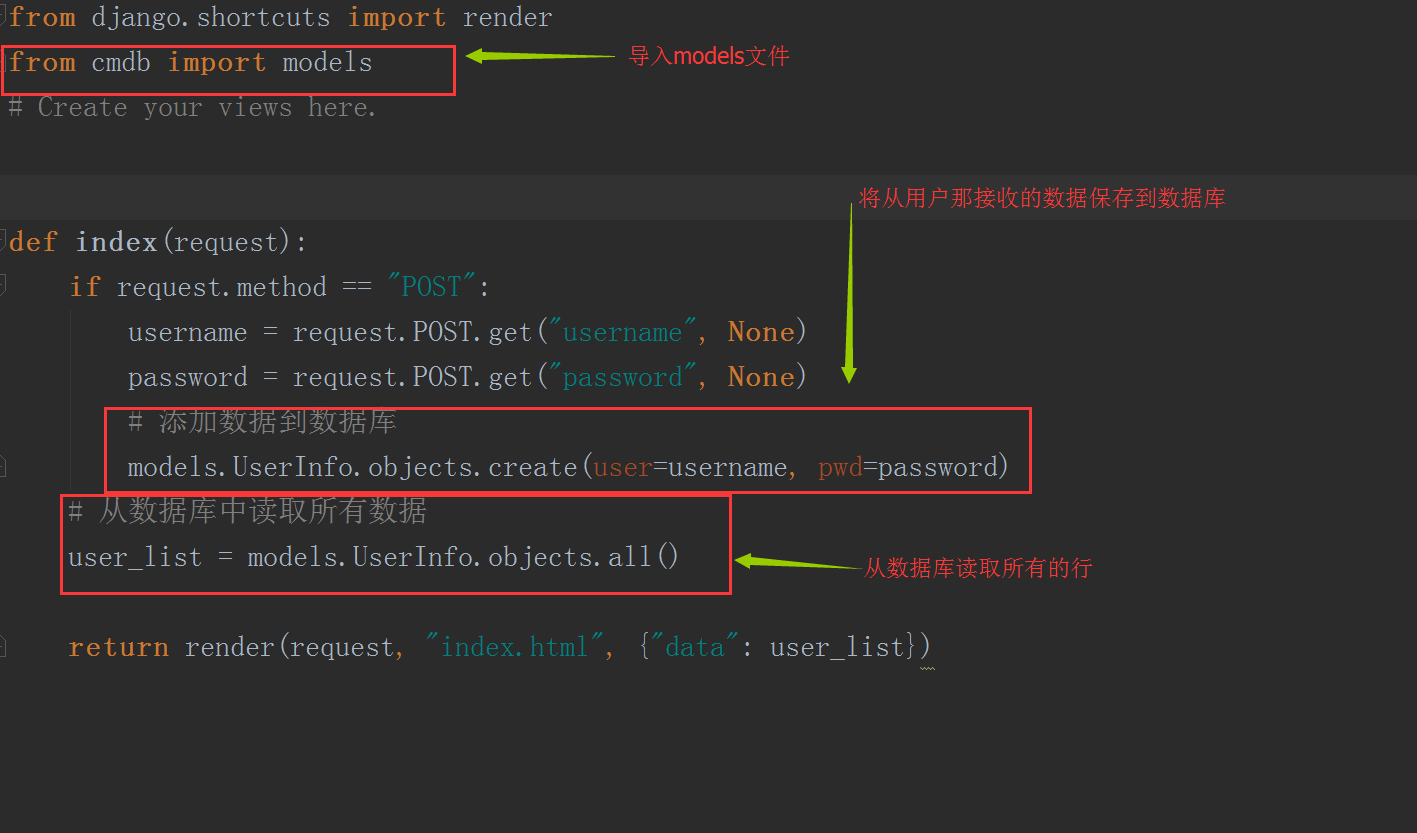 from django.shortcuts import render
from cmdb import models
导入models文件
# Create your views here.
将从用户那接收的数据保存到数据库
def index(request):
if request.method == "POST":
username = request.POST.get("username", None)
password = request.POST.get("password", None)
# 添加数据到数据库
models.UserInfo.objects.create(user=username, pwd=password)
# 从数据库中读取所有数据
user_list = models.UserInfo.objects.all()
从数据库读取所有的行
return render(request, "index.html", {"data": user_list})